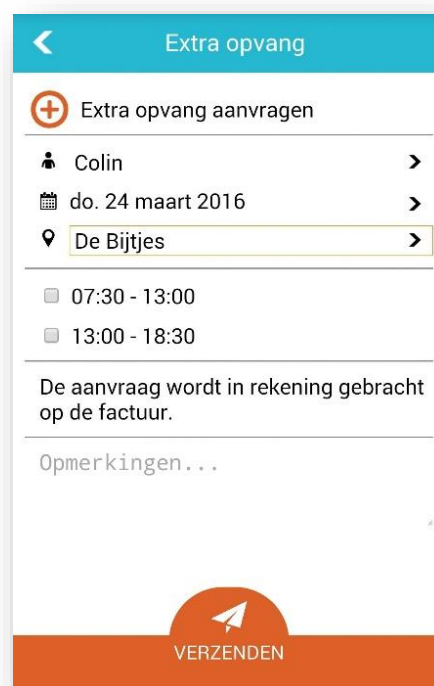 Extra opvang
Extra opvang aanvragen
Colin
do. 24 maart 2016
De Bijtjes
07:30 - 13:00
13:00 - 18:30
De aanvraag wordt in rekening gebracht
op de factuur.
Opmerkingen...
VERZENDEN